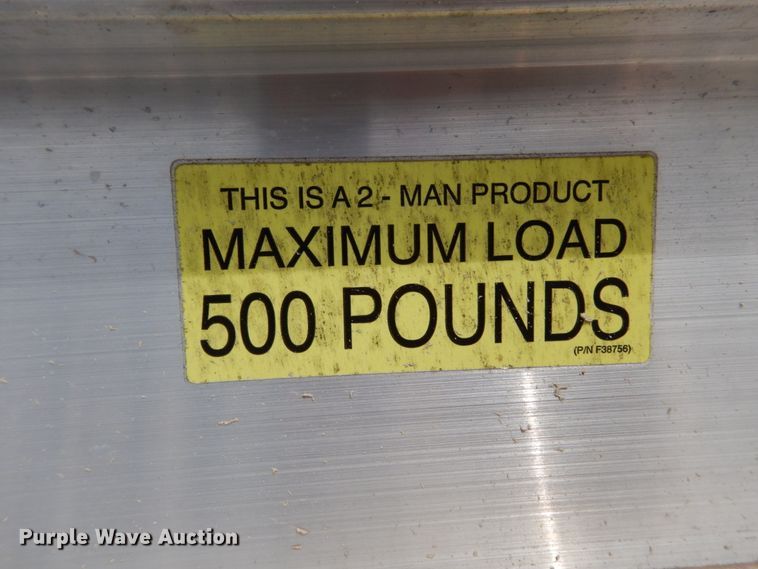 THIS IS A 2 - MAN PRODUCT
MAXIMUM LOAD
500 POUNDS
(P/N F38756)
Purple Wave Auction